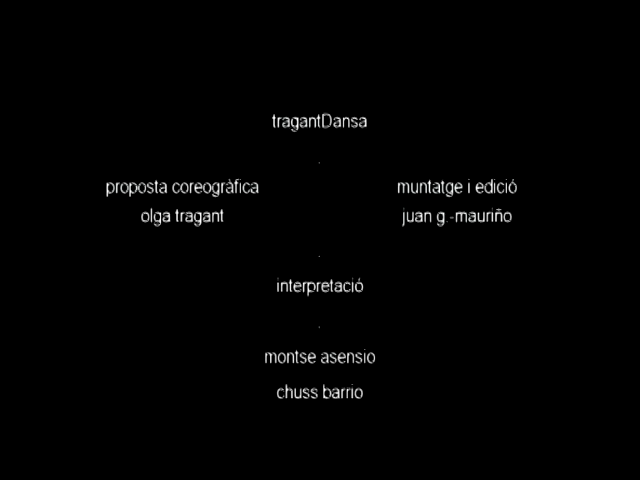 tragantDansa
proposta coreogràfica
olga tragant
muntatge i edició
juan g.-mauriño
interpretació
montse asensio
chuss barrio